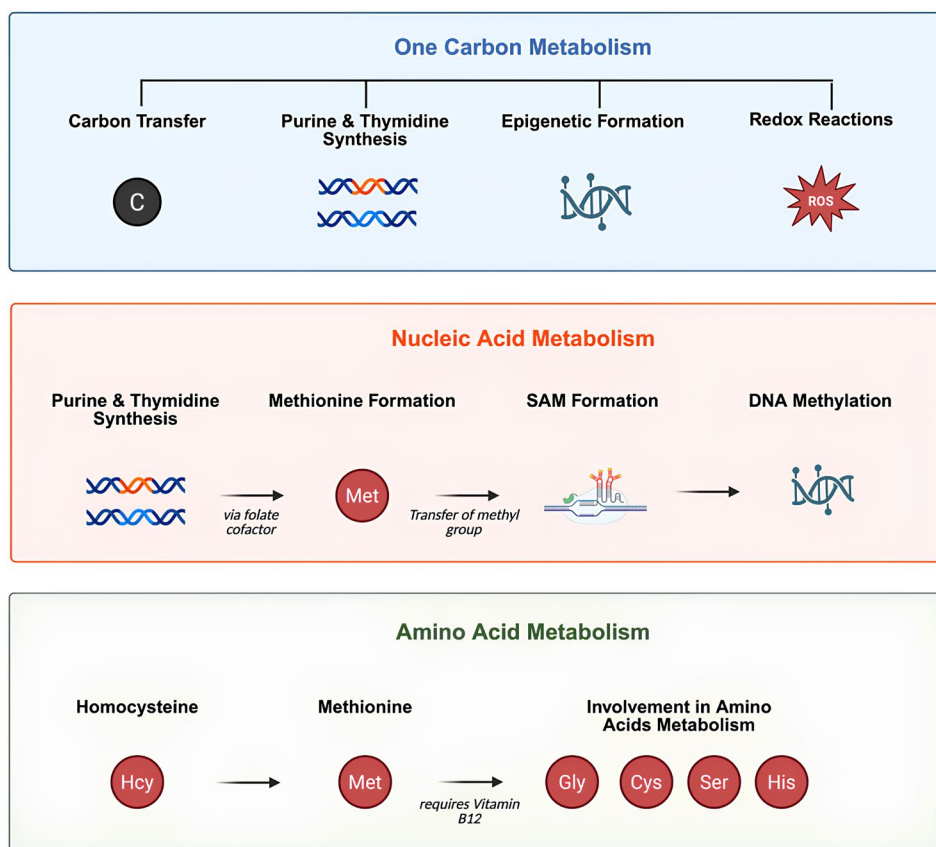 One Carbon Metabolism
Carbon Transfer
Purine & Thymidine
Synthesis
Epigenetic Formation
Redox Reactions
C
ROS
Nucleic Acid Metabolism
Purine & Thymidine
Synthesis
Methionine Formation
SAM Formation
DNA Methylation
via folate
cofactor
Met
Transfer of methyl
group
Amino Acid Metabolism
Homocysteine
Methionine
Involvement in Amino
Acids Metabolism
Hcy
Met
requires Vitamin
B12
Gly
Cys
Ser
His